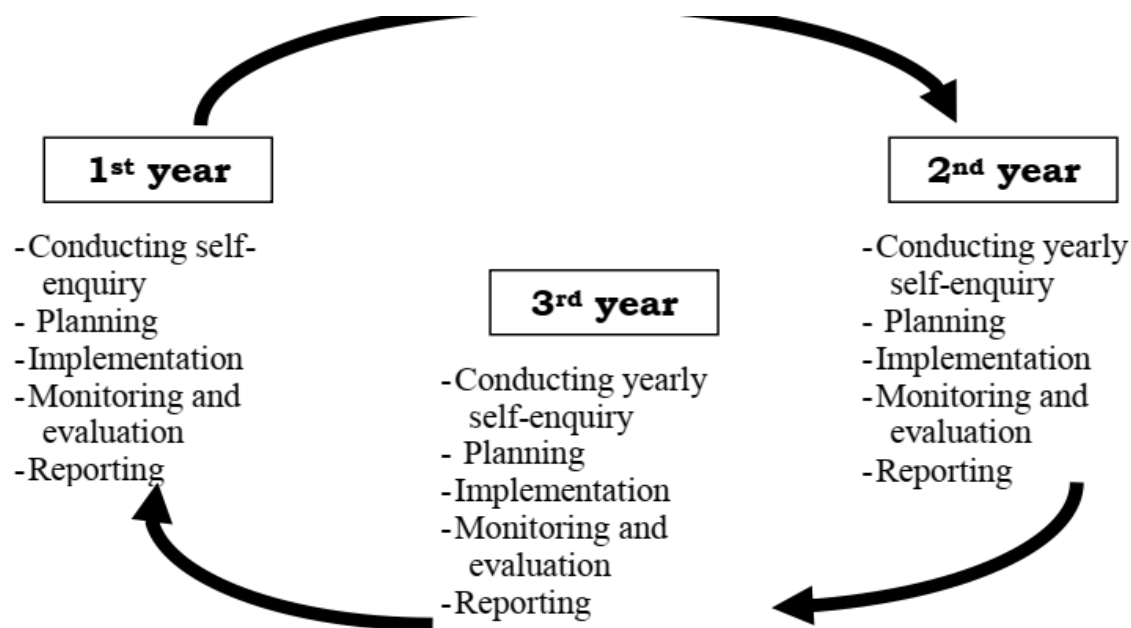 1st year
-Conducting self-
enquiry
- Planning
-Implementation
-Monitoring and
evaluation
-Reporting
2nd year
-Conducting yearly
self-enquiry
- Planning
-Implementation
-Monitoring and
evaluation
-Reporting
3rd year
-Conducting yearly
self-enquiry
- Planning
-Implementation
-Monitoring and
evaluation
-Reporting